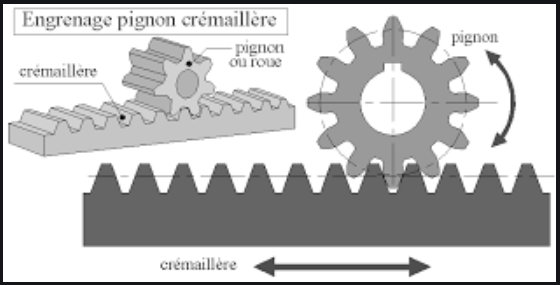 Engrenage pignon crémaillère
pignon
ou roue
crémaillère
pignon
crémaillère